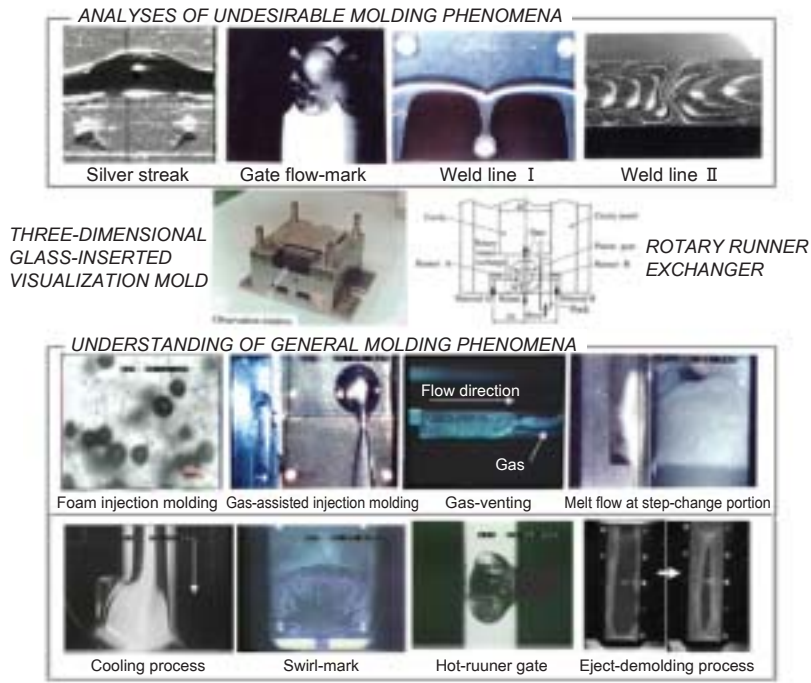 ANALYSES OF UNDESIRABLE MOLDING PHENOMENA
Silver streak
Gate flow-mark
Weld line Ⅰ
Weld line Ⅱ
THREE-DIMENSIONAL
GLASS-INSERTED
VISUALIZATION MOLD
ROTARY RUNNER
EXCHANGER
UNDERSTANDING OF GENERAL MOLDING PHENOMENA
Flow direction
Gas
Foam injection molding
Gas-assisted injection molding
Gas-venting
Melt flow at step-change portion
Cooling process
Swirl-mark
Hot-ruuner gate
Eject-demolding process